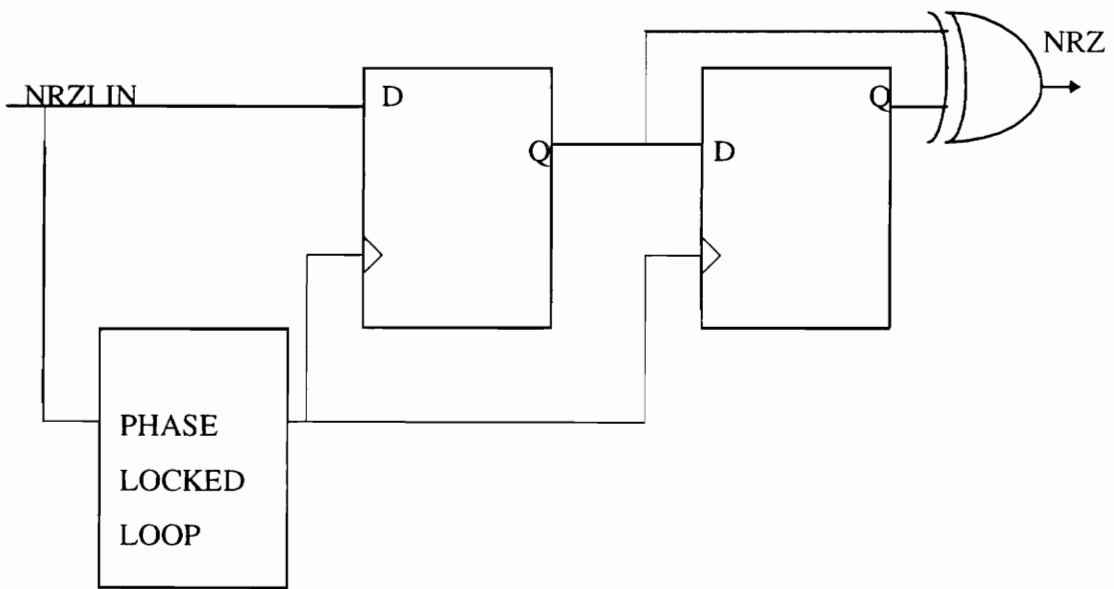 NRZ
NRZI IN
D
Q
Q
D
PHASE
LOCKED
LOOP